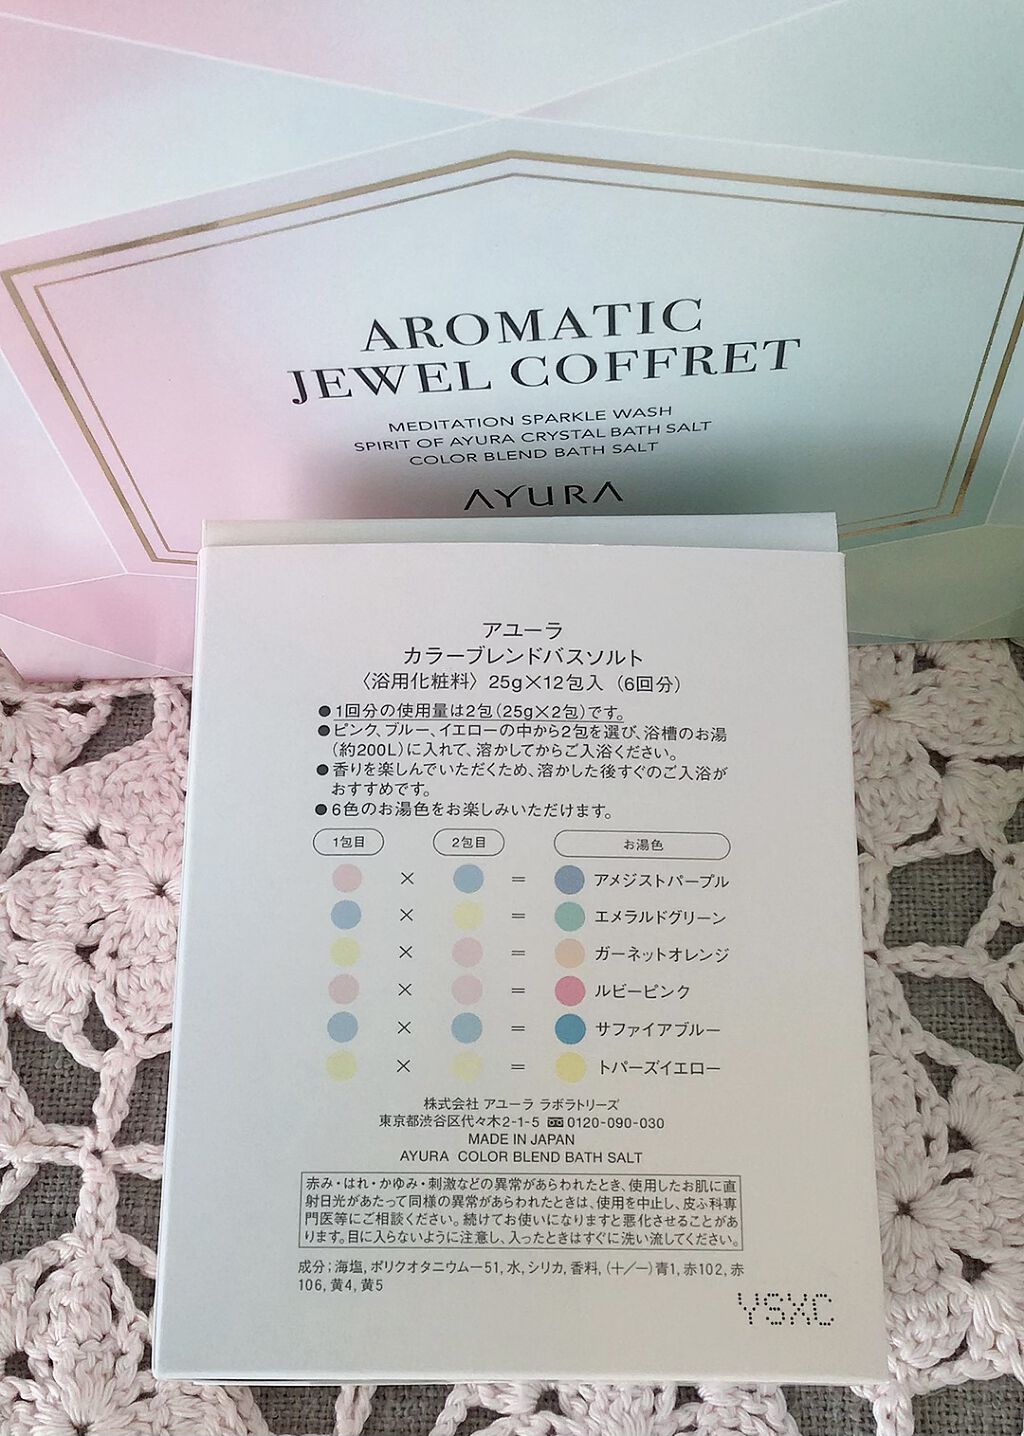 AROMATIC
JEWEL COFFRET
MEDITATION SPARKLE WASH
SPIRIT OF AYURA CRYSTAL BATH SALT
COLOR BLEND BATH SALT
AYURA
アユーラ
カラーブレンドバスソルト
〈浴用化粧料〉25g×12包入（6回分）
●1回分の使用量は2包（25g×2包）です。
●ピンク、ブルー、イエローの中から2包を選び、浴槽のお湯
（約200L）に入れて、溶かしてからご入浴ください。
●香りを楽しんでいただくため、溶かした後すぐのご入浴が
おすすめです。
●6色のお湯色をお楽しみいただけます。
1包目 2包目 お湯色
× = アメジストパープル
× = エメラルドグリーン
× = ガーネットオレンジ
× = ルビーピンク
× = サファイアブルー
× = トパーズイエロー
株式会社 アユーラ ラボラトリーズ
東京都渋谷区代々木2-1-5 0120-090-030
MADE IN JAPAN
AYURA COLOR BLEND BATH SALT
赤み・はれ・かゆみ・刺激などの異常があらわれたとき、使用したお肌に直
射日光があたって同様の異常があらわれたときは、使用を中止し、皮ふ科専
門医等にご相談ください。続けてお使いになりますと悪化させることがあ
ります。目に入らないように注意し、入ったときはすぐに洗い流してください。
成分；海塩, ポリクオタニウムー51, 水, シリカ, 香料, (＋／－)青1, 赤102, 赤
106, 黄4, 黄5
YSXC